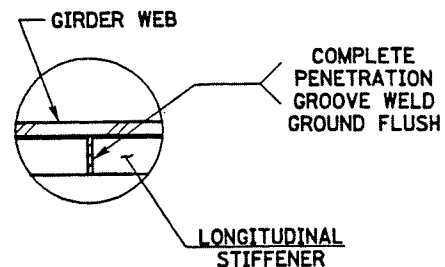 GIRDER WEB
COMPLETE
PENETRATION
GROOVE WELD
GROUND FLUSH
LONGITUDINAL
STIFFENER